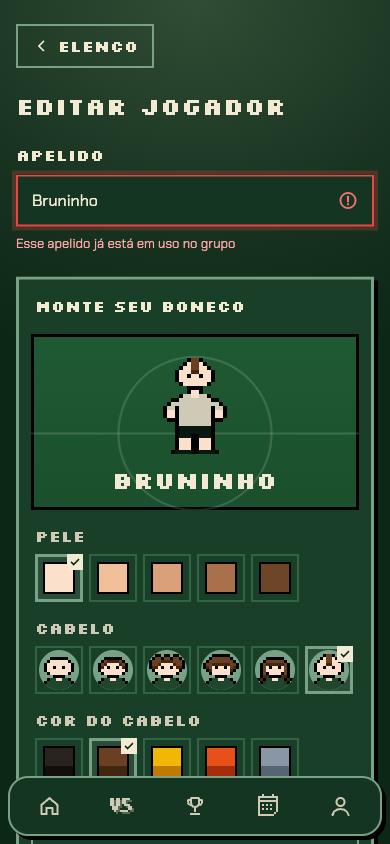 ELENCO
EDITAR JOGADOR
APELIDO
Bruninho
Esse apelido já está em uso no grupo
MONTE SEU BONECO
BRUNINHO
PELE
CABELO
COR DO CABELO
VS